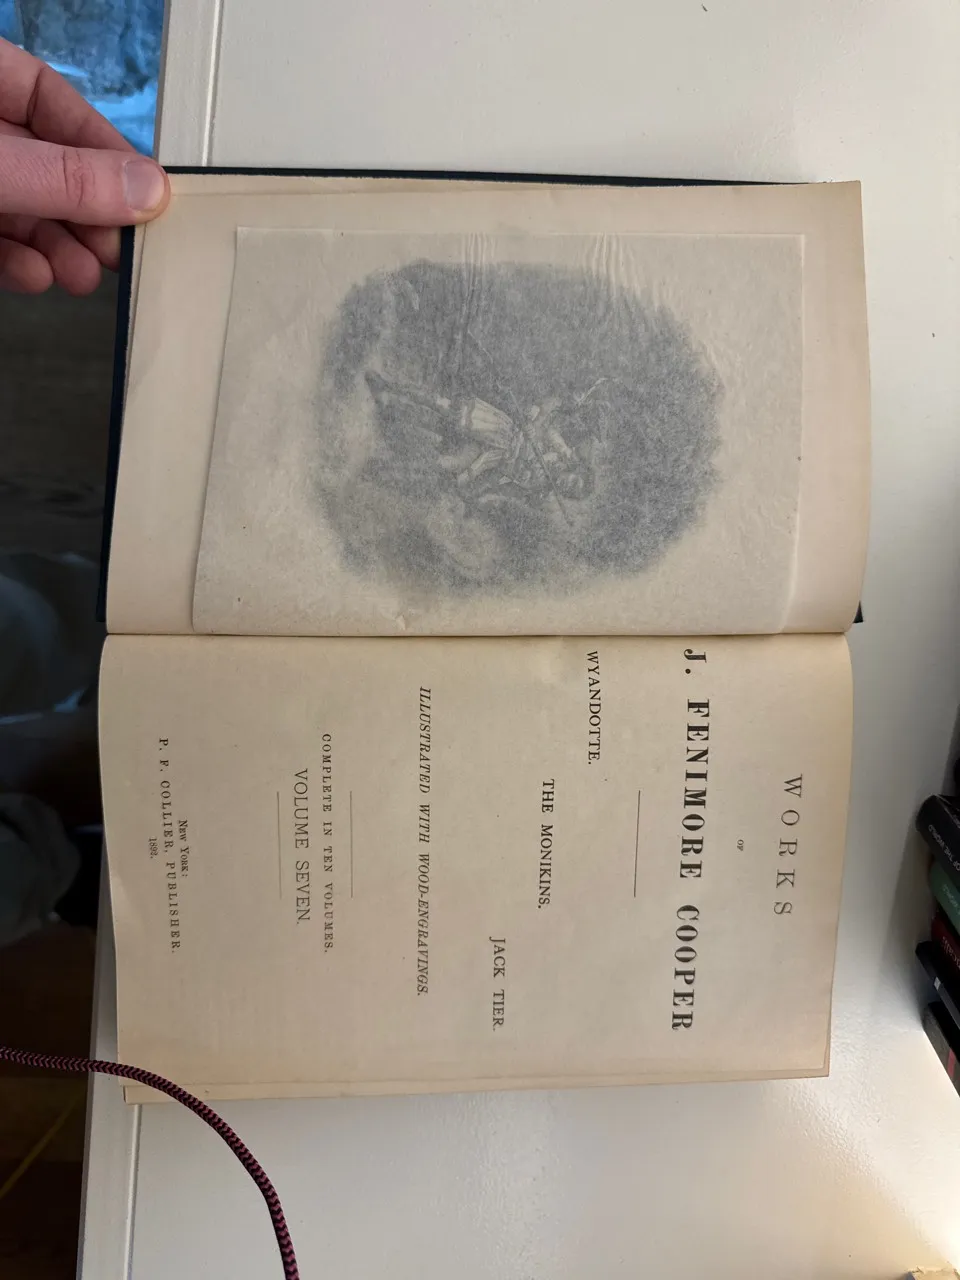 WORKS
OF
J. FENIMORE COOPER
WYANDOTTE.
THE MONIKINS.
JACK TIER.
ILLUSTRATED WITH WOOD-ENGRAVINGS.
COMPLETE IN TEN VOLUMES.
VOLUME SEVEN.
NEW YORK:
P. F. COLLIER, PUBLISHER.
1892.